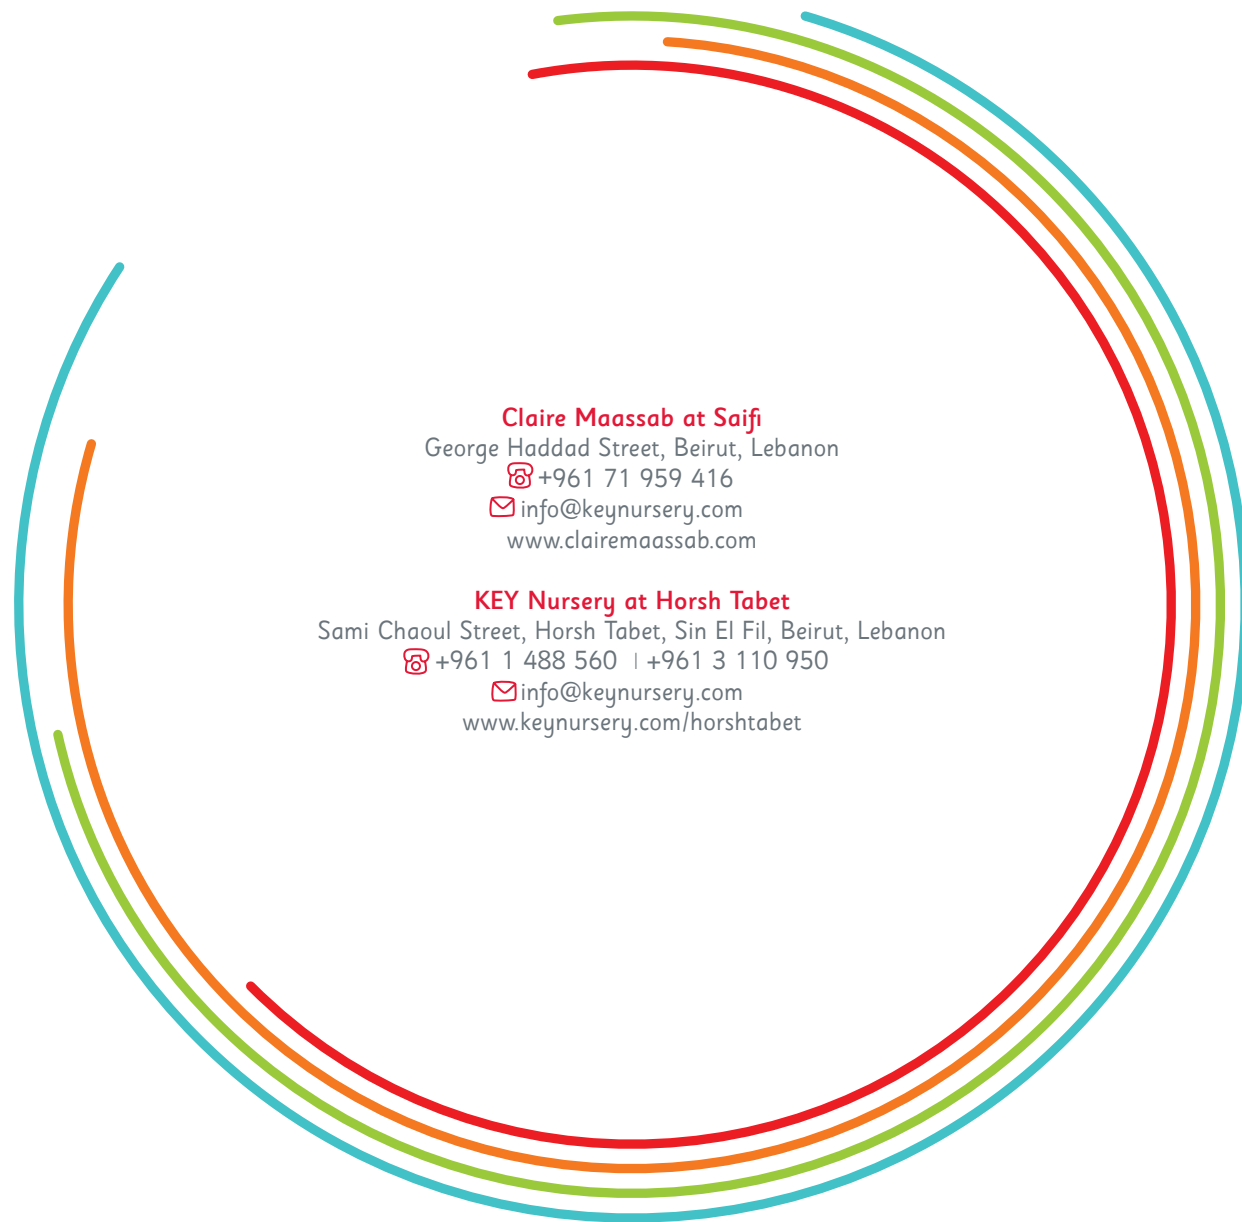 Claire Maassab at Saifi
George Haddad Street, Beirut, Lebanon
+961 71 959 416
info@keynursery.com
www.clairemaassab.com
KEY Nursery at Horsh Tabet
Sami Chaoul Street, Horsh Tabet, Sin El Fil, Beirut, Lebanon
+961 1 488 560 | +961 3 110 950
info@keynursery.com
www.keynursery.com/horshtabet